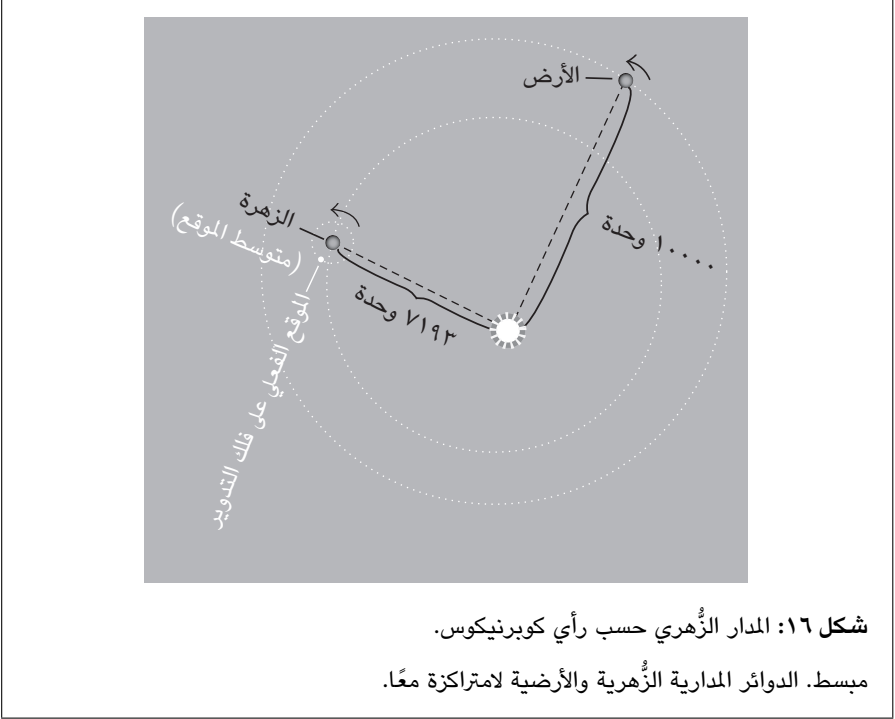 الأرض
١٠٠٠٠ وحدة
الزهرة
(متوسط الموقع)
٧١٩٣ وحدة
الموقع الفعلي على فلك التدوير
شكل ١٦: المدار الزُّهري حسب رأي كوبرنيكوس.
مبسط. الدوائر المدارية الزُّهرية والأرضية لامتراكزة معًا.